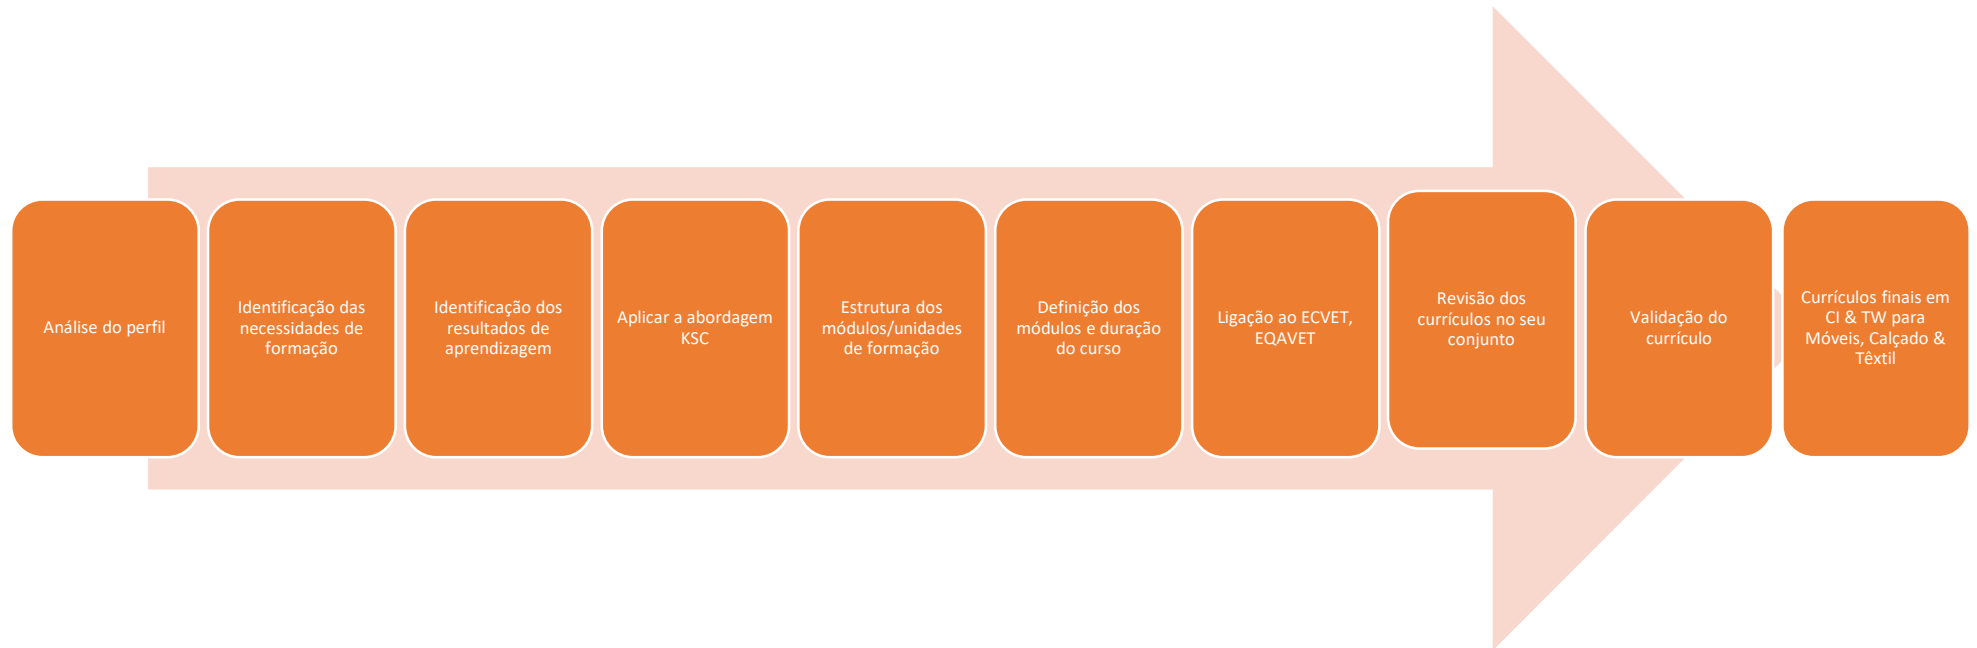 Análise do perfil
Identificação das
necessidades de
formação
Identificação dos
resultados de
aprendizagem
Aplicar a abordagem
KSC
Estrutura dos
módulos/unidades
de formação
Definição dos
módulos e duração
do curso
Ligação ao ECVET,
EQAVET
Revisão dos
currículos no seu
conjunto
Validação do
currículo
Currículos finais em
CI & TW para
Móveis, Calçado &
Têxtil